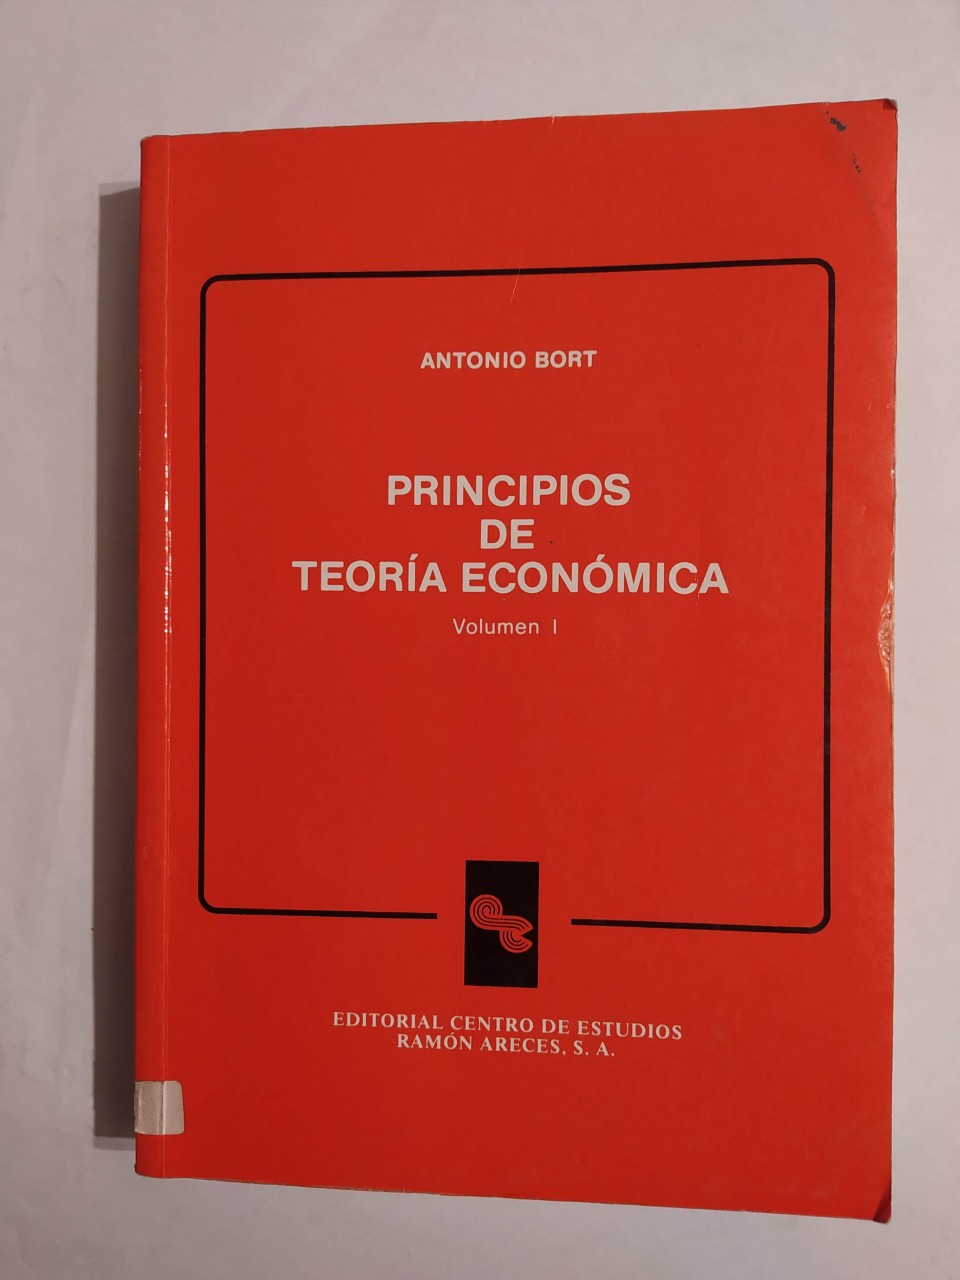 ANTONIO BORT
PRINCIPIOS
DE
TEORÍA ECONÓMICA
Volumen I
EDITORIAL CENTRO DE ESTUDIOS
RAMÓN ARECES, S. A.